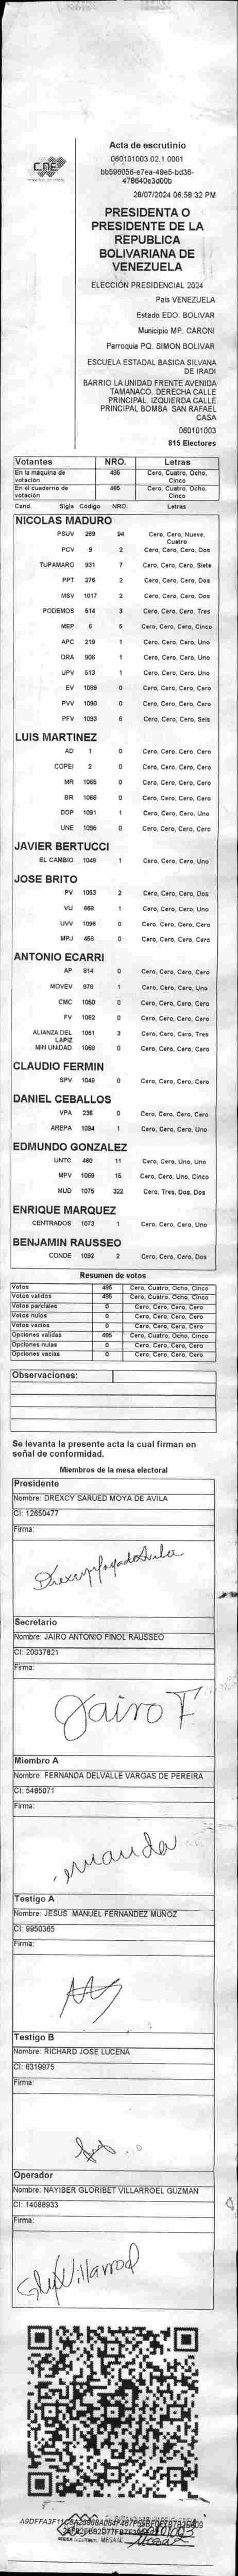 CNE
Acta de escrutinio
060101003.02.1.0001
bb596056-e7ea-49e5-bd36-
478640e3d00b
28/07/2024 06:58:32 PM
PRESIDENTA O
PRESIDENTE DE LA
REPUBLICA
BOLIVARIANA DE
VENEZUELA
ELECCIÓN PRESIDENCIAL 2024
Pais VENEZUELA
Estado EDO. BOLIVAR
Municipio MP. CARONI
Parroquia PQ. SIMON BOLIVAR
ESCUELA ESTADAL BASICA SILVANA
DE IRADI
BARRIO LA UNIDAD FRENTE AVENIDA
TAMANACO. DERECHA CALLE
PRINCIPAL. IZQUIERDA CALLE
PRINCIPAL BOMBA SAN RAFAEL
CASA
060101003
815 Electores
Votantes NRO. Letras
En la máquina de votación 485 Cero, Cuatro, Ocho, Cinco
En el cuaderno de votación 485 Cero, Cuatro, Ocho, Cinco
Cand. Sigla Código NRO. Letras
NICOLAS MADURO
PSUV 269 94 Cero, Cero, Nueve, Cuatro
PCV 9 2 Cero, Cero, Cero, Dos
TUPAMARO 931 7 Cero, Cero, Cero, Siete
PPT 276 2 Cero, Cero, Cero, Dos
MSV 1017 2 Cero, Cero, Cero, Dos
PODEMOS 514 3 Cero, Cero, Cero, Tres
MEP 6 5 Cero, Cero, Cero, Cinco
APC 219 1 Cero, Cero, Cero, Uno
ORA 906 1 Cero, Cero, Cero, Uno
UPV 513 1 Cero, Cero, Cero, Uno
EV 1089 0 Cero, Cero, Cero, Cero
PVV 1090 0 Cero, Cero, Cero, Cero
PFV 1093 6 Cero, Cero, Cero, Seis
LUIS MARTINEZ
AD 1 0 Cero, Cero, Cero, Cero
COPEI 2 0 Cero, Cero, Cero, Cero
MR 1065 0 Cero, Cero, Cero, Cero
BR 1086 0 Cero, Cero, Cero, Cero
DDP 1091 1 Cero, Cero, Cero, Uno
UNE 1095 0 Cero, Cero, Cero, Cero
JAVIER BERTUCCI
EL CAMBIO 1048 1 Cero, Cero, Cero, Uno
JOSE BRITO
PV 1053 2 Cero, Cero, Cero, Dos
VU 869 1 Cero, Cero, Cero, Uno
UVV 1096 0 Cero, Cero, Cero, Cero
MPJ 458 0 Cero, Cero, Cero, Cero
ANTONIO ECARRI
AP 814 0 Cero, Cero, Cero, Cero
MOVEV 878 1 Cero, Cero, Cero, Uno
CMC 1050 0 Cero, Cero, Cero, Cero
FV 1062 0 Cero, Cero, Cero, Cero
ALIANZA DEL LAPIZ 1051 3 Cero, Cero, Cero, Tres
MIN UNIDAD 1068 0 Cero, Cero, Cero, Cero
CLAUDIO FERMIN
SPV 1049 0 Cero, Cero, Cero, Cero
DANIEL CEBALLOS
VPA 236 0 Cero, Cero, Cero, Cero
AREPA 1094 1 Cero, Cero, Cero, Uno
EDMUNDO GONZALEZ
UNTC 480 11 Cero, Cero, Uno, Uno
MPV 1069 15 Cero, Cero, Uno, Cinco
MUD 1075 322 Cero, Tres, Dos, Dos
ENRIQUE MARQUEZ
CENTRADOS 1073 1 Cero, Cero, Cero, Uno
BENJAMIN RAUSSEO
CONDE 1092 2 Cero, Cero, Cero, Dos
Resumen de votos
Votos 485 Cero, Cuatro, Ocho, Cinco
Votos validos 485 Cero, Cuatro, Ocho, Cinco
Votos parciales 0 Cero, Cero, Cero, Cero
Votos nulos 0 Cero, Cero, Cero, Cero
Votos vacios 0 Cero, Cero, Cero, Cero
Opciones validas 485 Cero, Cuatro, Ocho, Cinco
Opciones nulas 0 Cero, Cero, Cero, Cero
Opciones vacias 0 Cero, Cero, Cero, Cero
Observaciones:
Se levanta la presente acta la cual firman en
señal de conformidad.
Miembros de la mesa electoral
Presidente
Nombre: DREXCY SARUED MOYA DE AVILA
CI: 12650477
Firma:
Secretario
Nombre: JAIRO ANTONIO FINOL RAUSSEO
CI: 20037821
Firma:
Jairo F
Miembro A
Nombre: FERNANDA DELVALLE VARGAS DE PEREIRA
CI: 5485071
Firma:
Testigo A
Nombre: JESUS MANUEL FERNANDEZ MUÑOZ
CI: 9950365
Firma:
Testigo B
Nombre: RICHARD JOSE LUCENA
CI: 6319975
Firma:
Operador
Nombre: NAYIBER GLORIBET VILLARROEL GUZMAN
CI: 14088933
Firma: